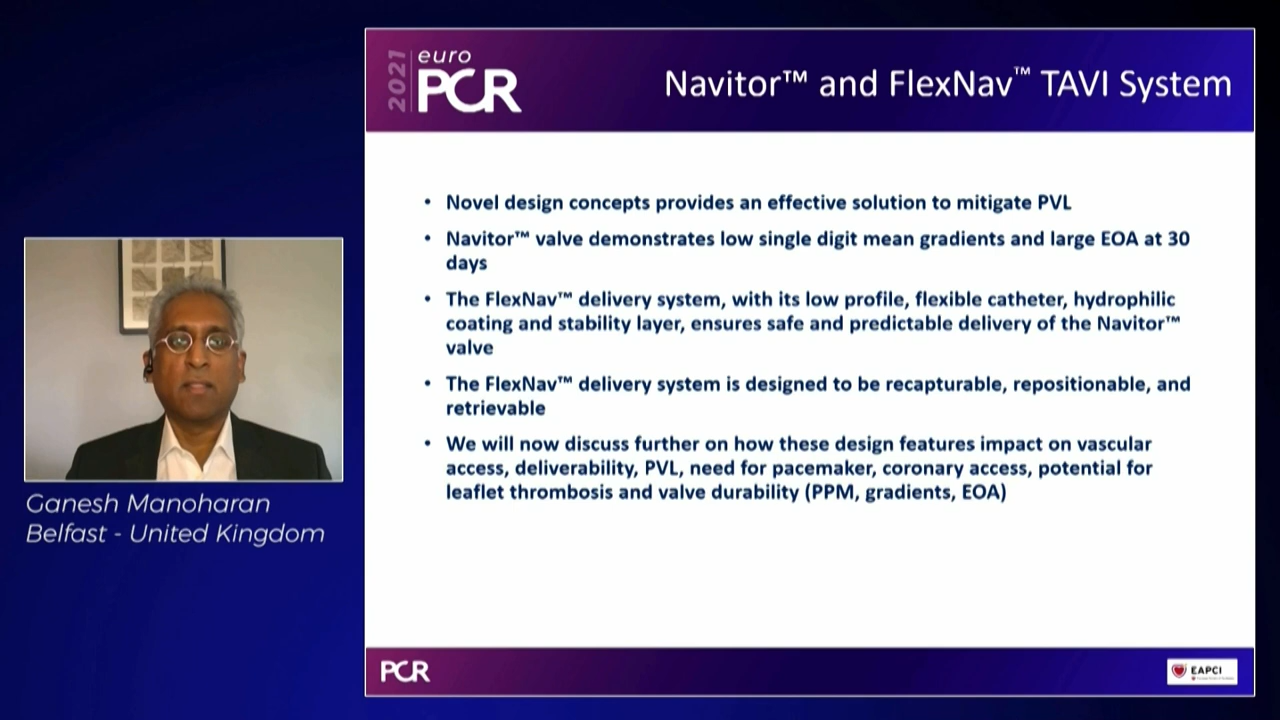 2021
euro
PCR
Navitor™ and FlexNav™ TAVI System
• Novel design concepts provides an effective solution to mitigate PVL
• Navitor™ valve demonstrates low single digit mean gradients and large EOA at 30
days
• The FlexNav™ delivery system, with its low profile, flexible catheter, hydrophilic
coating and stability layer, ensures safe and predictable delivery of the Navitor™
valve
• The FlexNav™ delivery system is designed to be recapturable, repositionable, and
retrievable
• We will now discuss further on how these design features impact on vascular
access, deliverability, PVL, need for pacemaker, coronary access, potential for
leaflet thrombosis and valve durability (PPM, gradients, EOA)
Ganesh Manoharan
Belfast - United Kingdom
PCR
EAPCI